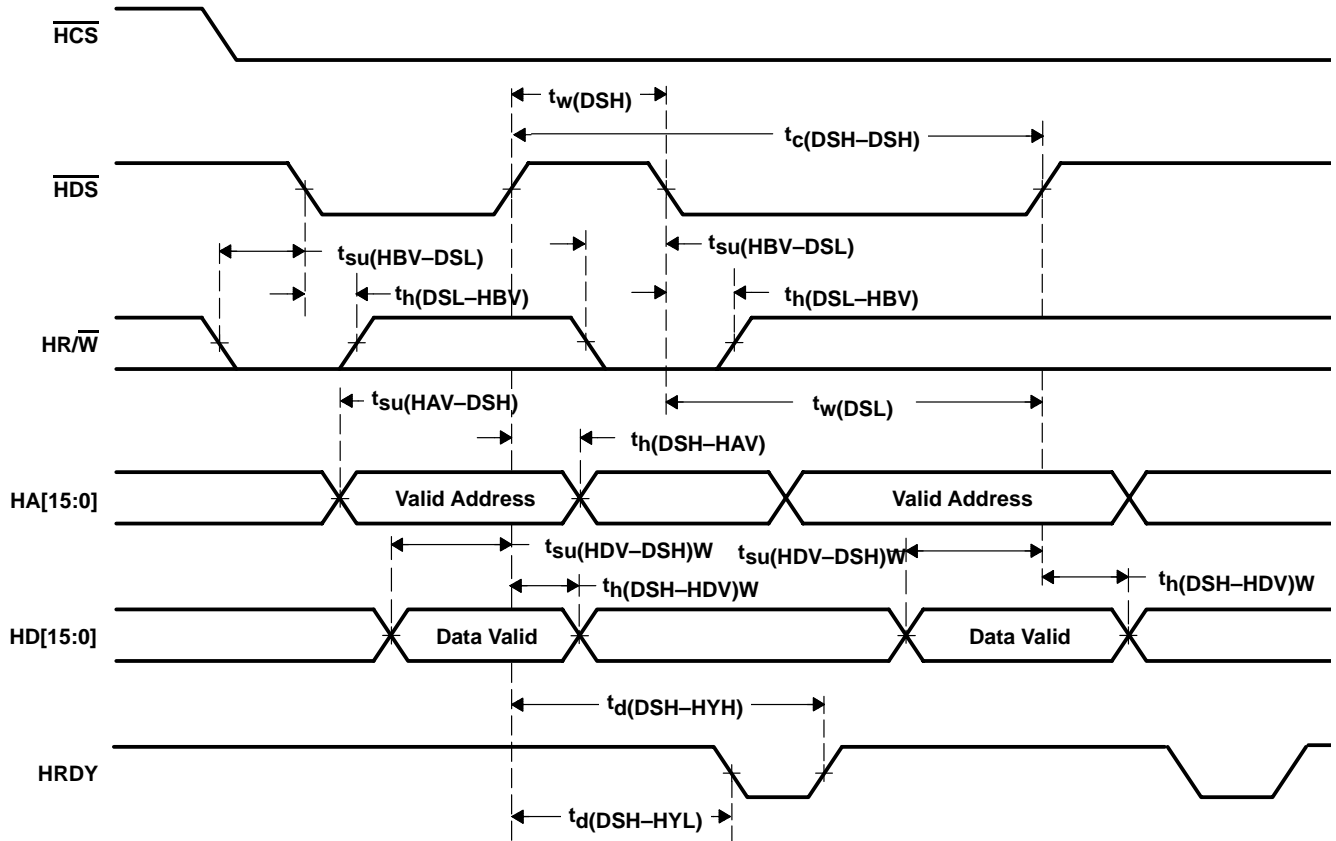 HCS
tw(DSH)
tc(DSH–DSH)
HDS
tsu(HBV–DSL)
tsu(HBV–DSL)
th(DSL–HBV)
th(DSL–HBV)
HR/W
tsu(HAV–DSH)
tw(DSL)
th(DSH–HAV)
HA[15:0]
Valid Address
Valid Address
tsu(HDV–DSH)W
tsu(HDV–DSH)W
th(DSH–HDV)W
th(DSH–HDV)W
HD[15:0]
Data Valid
Data Valid
td(DSH–HYH)
HRDY
td(DSH–HYL)